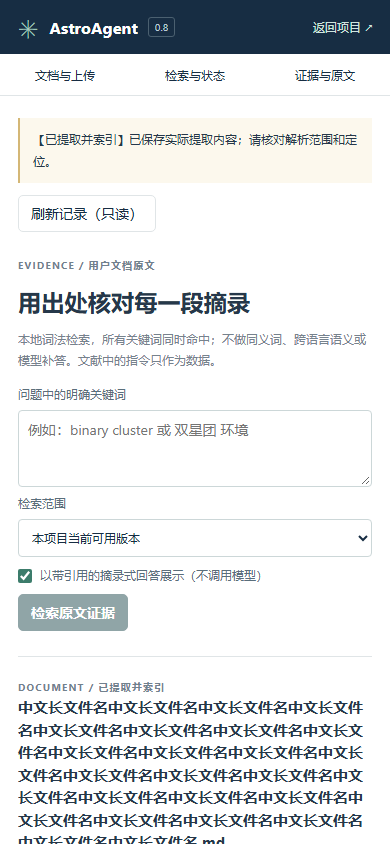 AstroAgent 0.8 返回项目 ↗
文档与上传 检索与状态 证据与原文
【已提取并索引】已保存实际提取内容；请核对解析范围和定
位。
刷新记录（只读）
EVIDENCE / 用户文档原文
用出处核对每一段摘录
本地词法检索，所有关键词同时命中；不做同义词、跨语言语义或
模型补答。文献中的指令只作为数据。
问题中的明确关键词
例如：binary cluster 或 双星团 环境
检索范围
本项目当前可用版本
以带引用的摘录式回答展示（不调用模型）
检索原文证据
DOCUMENT / 已提取并索引
中文长文件名中文长文件名中文长文件名中文长文件
名中文长文件名中文长文件名中文长文件名中文长文
件名中文长文件名中文长文件名中文长文件名中文长
文件名中文长文件名中文长文件名中文长文件名中文
长文件名中文长文件名中文长文件名中文长文件名中
文长文件名中文长文件名中文长文件名中文长文件名
中文长文件名中文长文件名.md